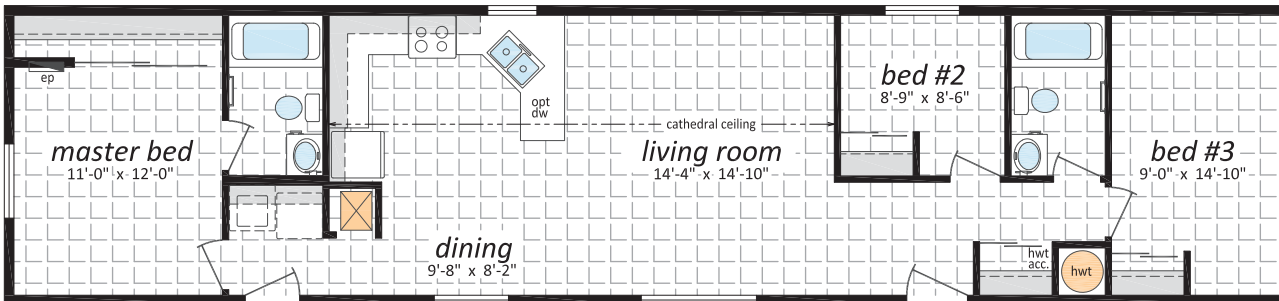 ep
master bed
11'-0" x 12'-0"
opt
dw
cathedral ceiling
living room
14'-4" x 14'-10"
dining
9'-8" x 8'-2"
bed #2
8'-9" x 8'-6"
bed #3
9'-0" x 14'-10"
hwt
acc.
hwt